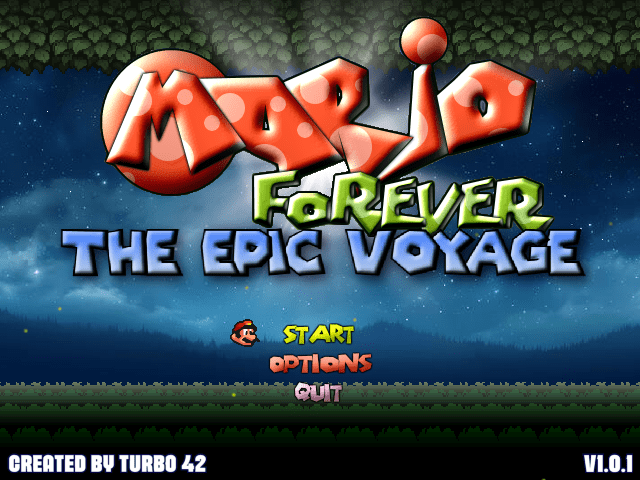 MARIO
FOREVER
THE EPIC VOYAGE
START
OPTIONS
QUIT
CREATED BY TURBO 42
V1.0.1